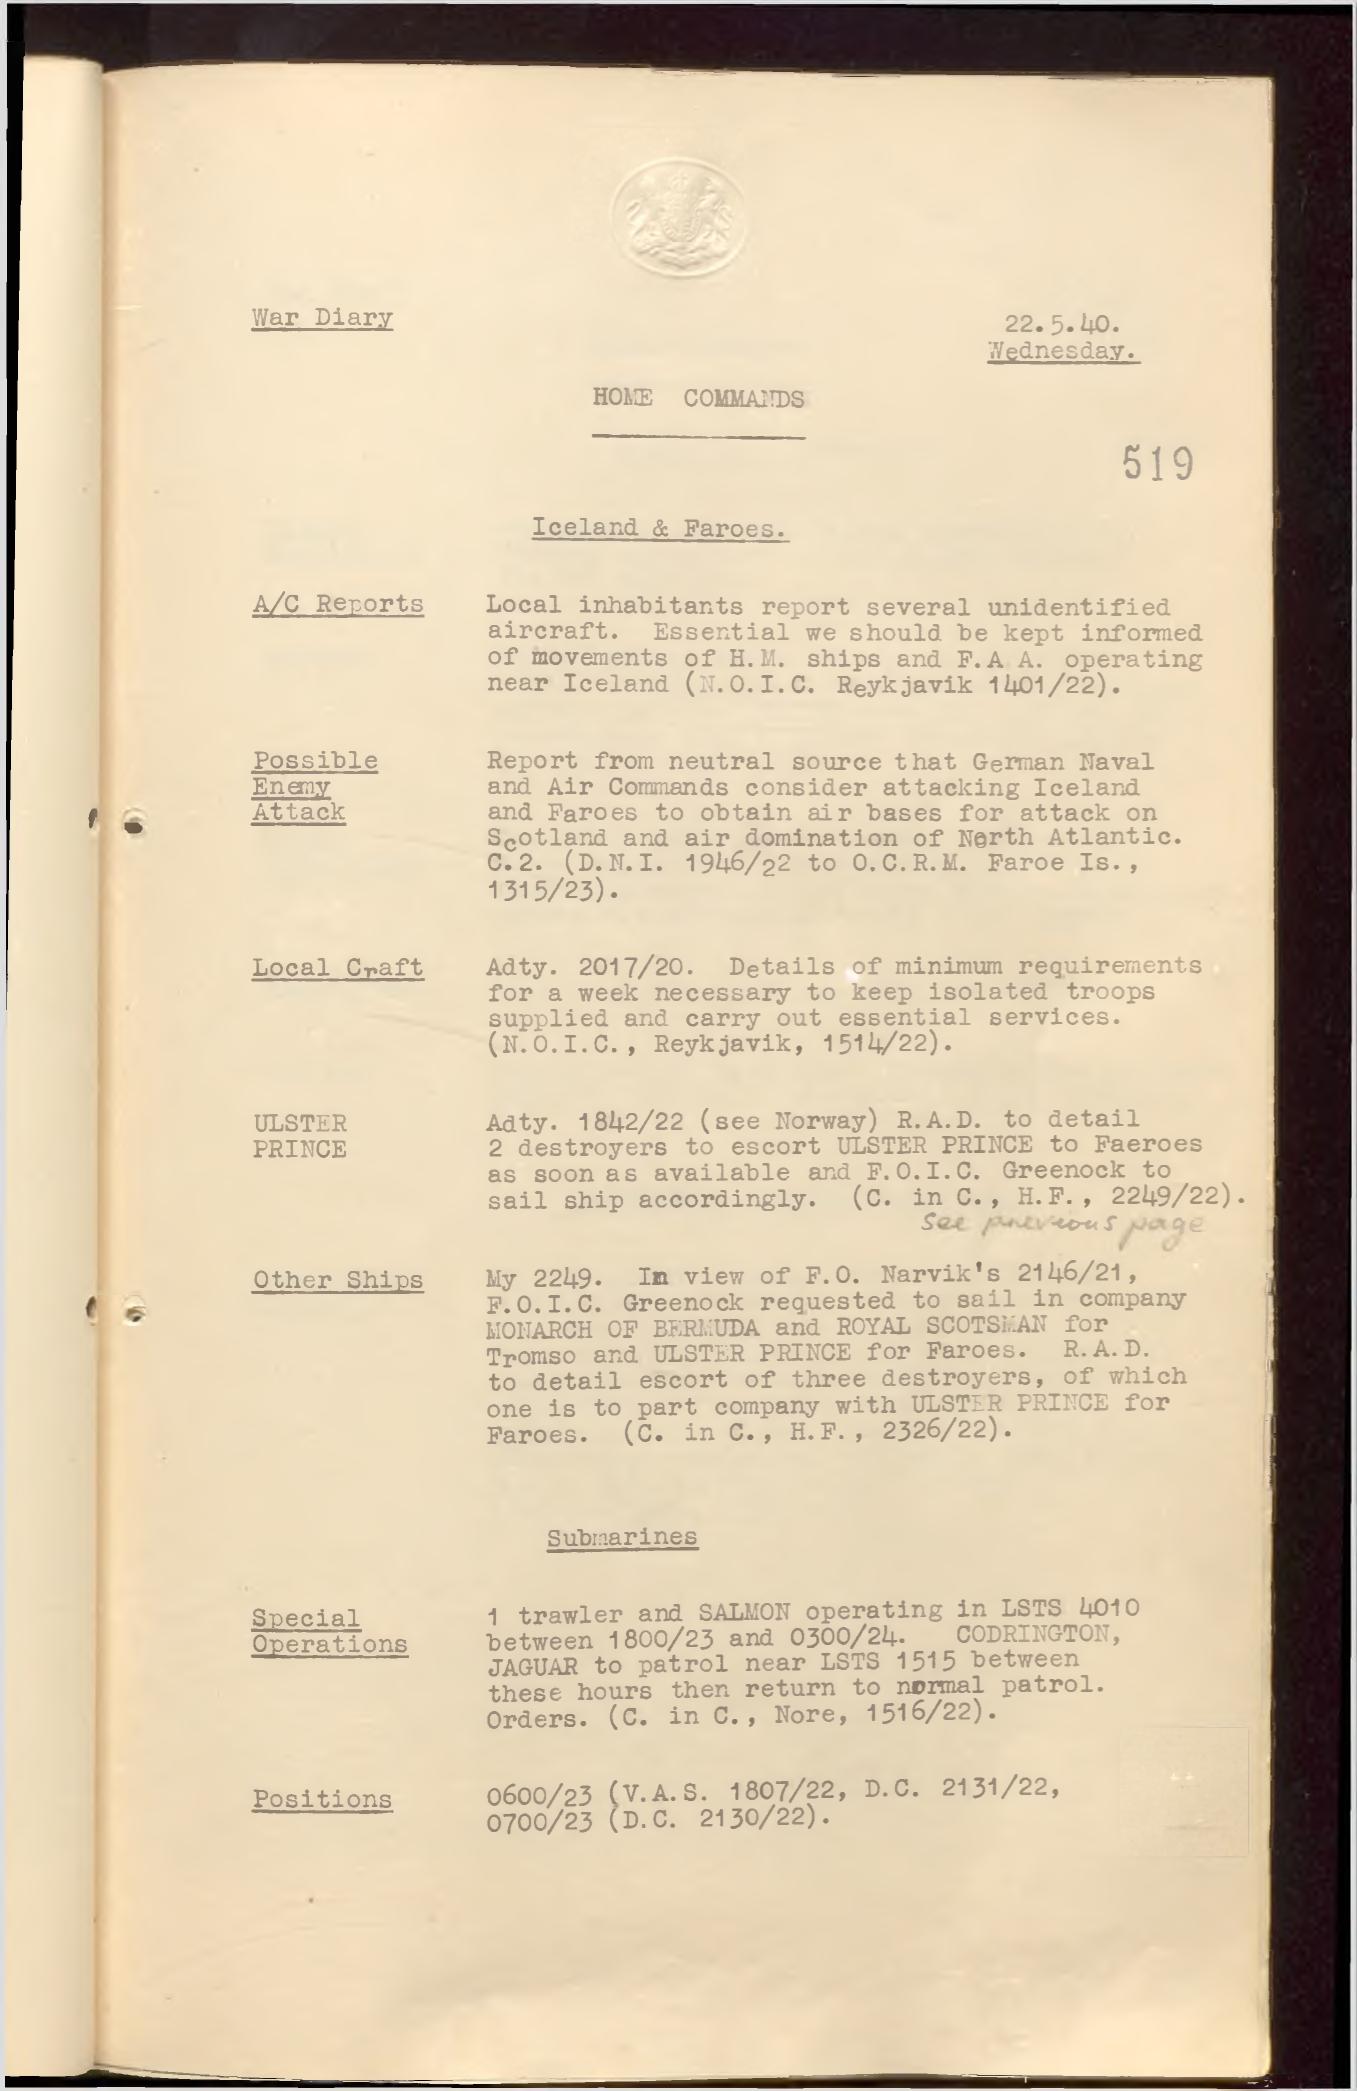 War Diary
22.5.40.
Wednesday.
HOME COMMANDS
519
Iceland & Faroes.
A/C Reports
Local inhabitants report several unidentified
aircraft. Essential we should be kept informed
of movements of H.M. ships and F.A.A. operating
near Iceland (N.O.I.C. Reykjavik 1401/22).
Possible
Enemy
Attack
Report from neutral source that German Naval
and Air Commands consider attacking Iceland
and Faroes to obtain air bases for attack on
Scotland and air domination of North Atlantic.
C.2. (D.N.I. 1946/22 to O.C.R.M. Faroe Is.,
1315/23).
Local Craft
Adty. 2017/20. Details of minimum requirements
for a week necessary to keep isolated troops
supplied and carry out essential services.
(N.O.I.C., Reykjavik, 1514/22).
ULSTER
PRINCE
Adty. 1842/22 (see Norway) R.A.D. to detail
2 destroyers to escort ULSTER PRINCE to Faeroes
as soon as available and F.O.I.C. Greenock to
sail ship accordingly. (C. in C., H.F., 2249/22).
See previous page
Other Ships
My 2249. In view of F.O. Narvik's 2146/21,
F.O.I.C. Greenock requested to sail in company
MONARCH OF BERMUDA and ROYAL SCOTSMAN for
Tromso and ULSTER PRINCE for Faroes. R.A.D.
to detail escort of three destroyers, of which
one is to part company with ULSTER PRINCE for
Faroes. (C. in C., H.F., 2326/22).
Submarines
Special
Operations
1 trawler and SALMON operating in LSTS 4010
between 1800/23 and 0300/24. CODRINGTON,
JAGUAR to patrol near LSTS 1515 between
these hours then return to normal patrol.
Orders. (C. in C., Nore, 1516/22).
Positions
0600/23 (V.A.S. 1807/22, D.C. 2131/22,
0700/23 (D.C. 2130/22).